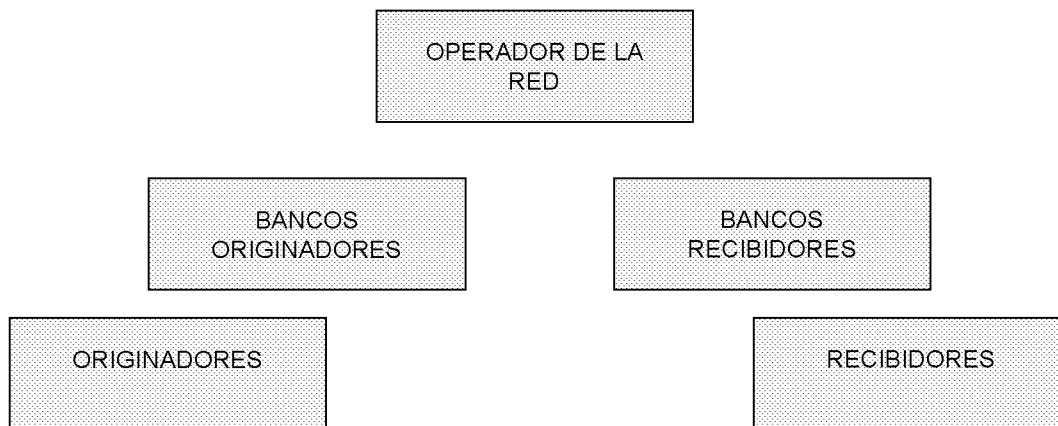 OPERADOR DE LA
RED
BANCOS
ORIGINADORES
BANCOS
RECIBIDORES
ORIGINADORES
RECIBIDORES